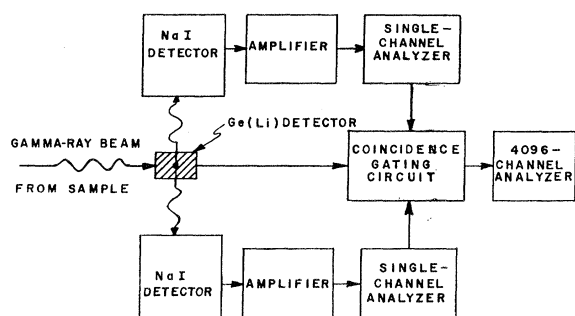 NaI
DETECTOR
AMPLIFIER
SINGLE-
CHANNEL
ANALYZER
Ge(Li) DETECTOR
GAMMA-RAY BEAM
FROM SAMPLE
COINCIDENCE
GATING
CIRCUIT
4096-
CHANNEL
ANALYZER
NaI
DETECTOR
AMPLIFIER
SINGLE-
CHANNEL
ANALYZER